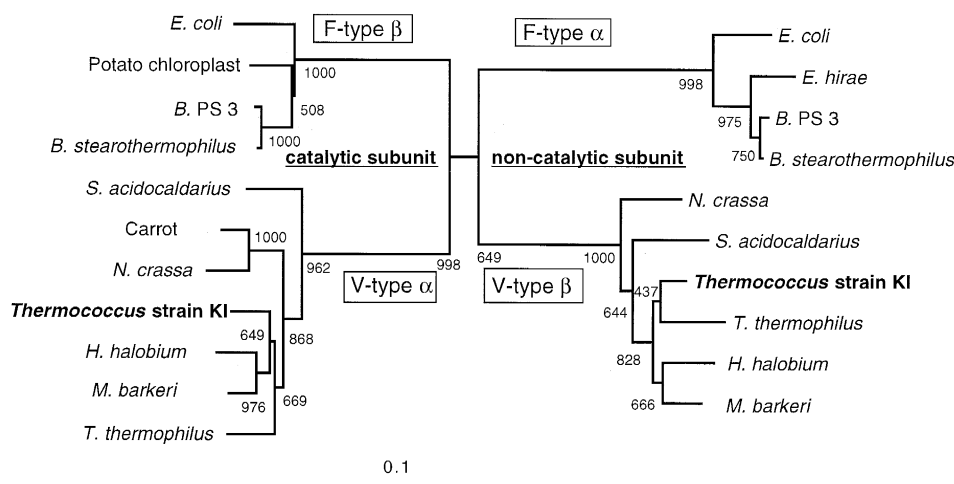 F-type β
F-type α
E. coli
Potato chloroplast
1000
508
B. PS 3
1000
B. stearothermophilus
catalytic subunit
S. acidocaldarius
Carrot
1000
N. crassa
962
998
V-type α
Thermococcus strain KI
649
868
H. halobium
M. barkeri
976
669
T. thermophilus
E. coli
998
E. hirae
975
B. PS 3
750
B. stearothermophilus
non-catalytic subunit
N. crassa
649
1000
S. acidocaldarius
V-type β
437
Thermococcus strain KI
644
T. thermophilus
828
H. halobium
666
M. barkeri
0.1